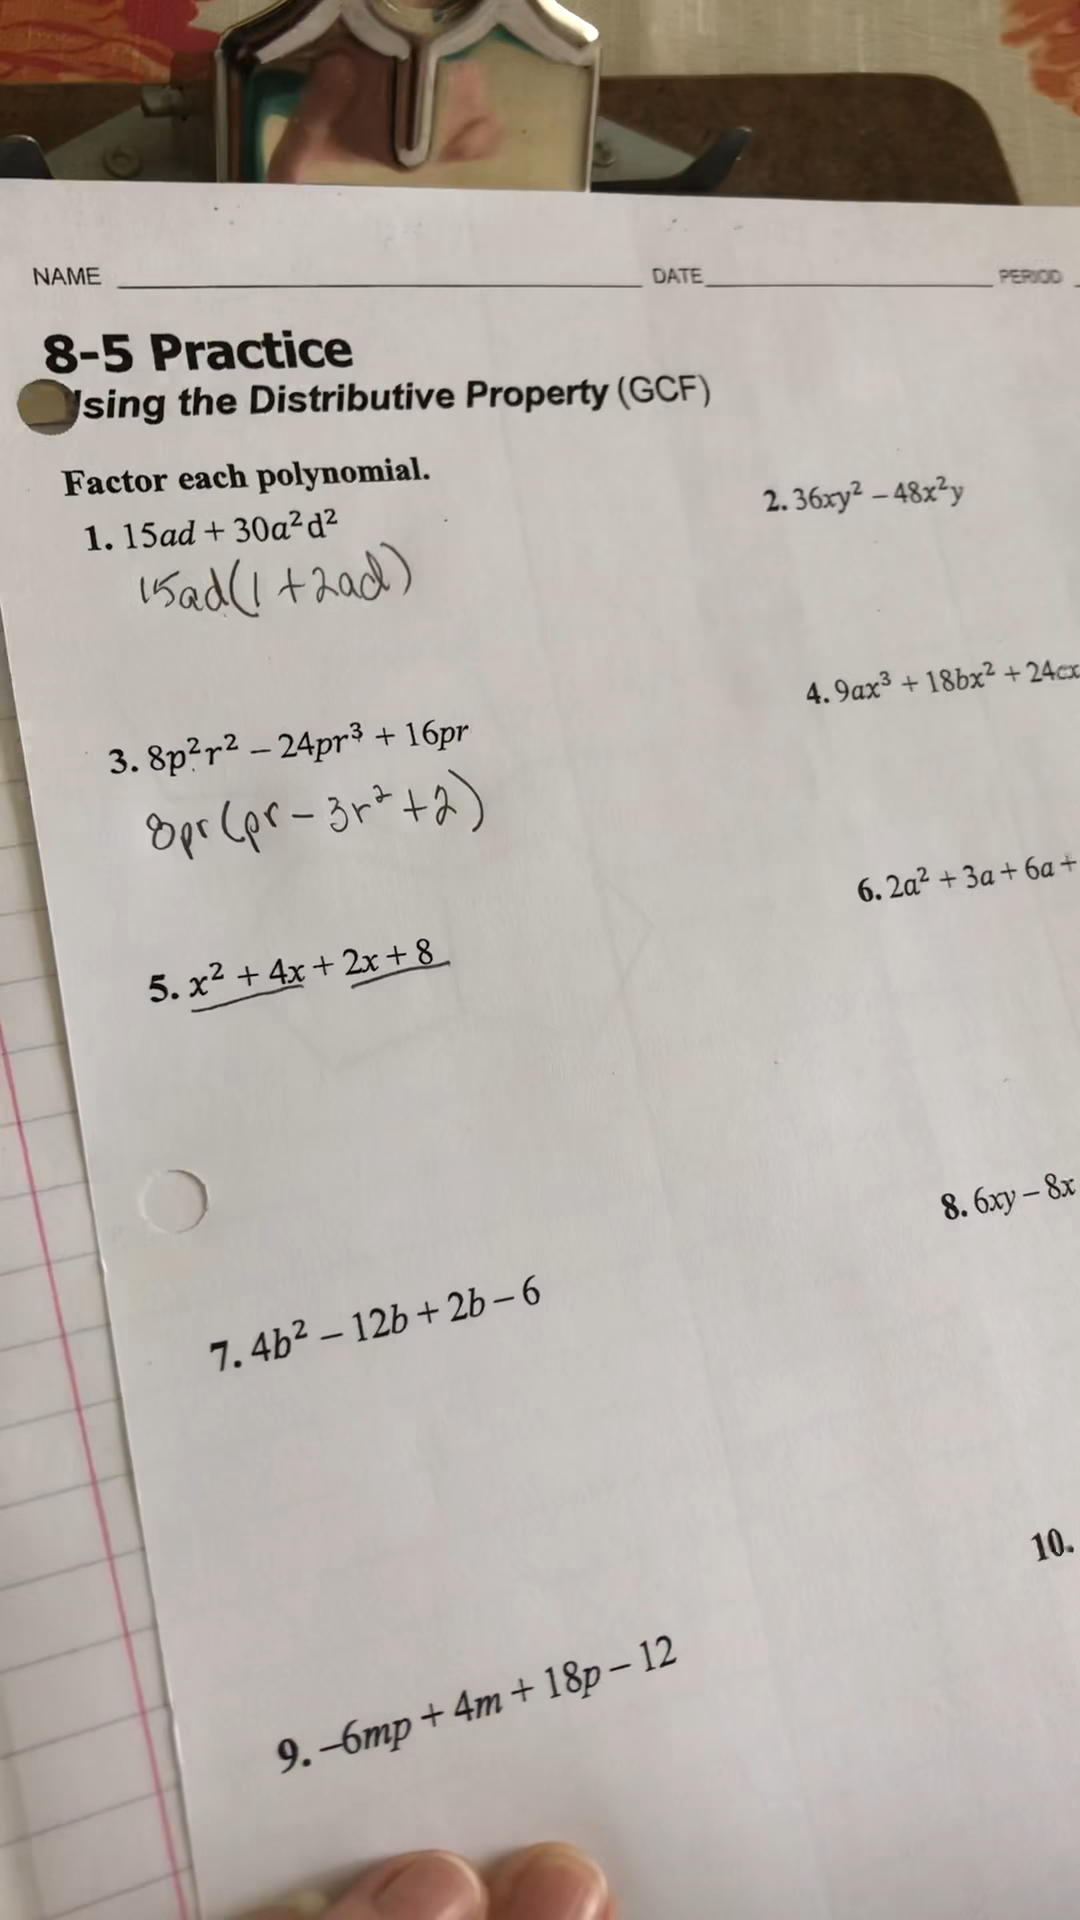 NAME DATE PERIOD
8-5 Practice
sing the Distributive Property (GCF)
Factor each polynomial.
1. 15ad + 30a²d²
15ad(1 + 2ad)
2. 36xy² – 48x²y
3. 8p²r² – 24pr³ + 16pr
8pr(pr – 3r² + 2)
4. 9ax³ + 18bx² + 24cx
5. x² + 4x + 2x + 8
6. 2a² + 3a + 6a +
7. 4b² – 12b + 2b – 6
8. 6xy – 8x
9. –6mp + 4m + 18p – 12
10.